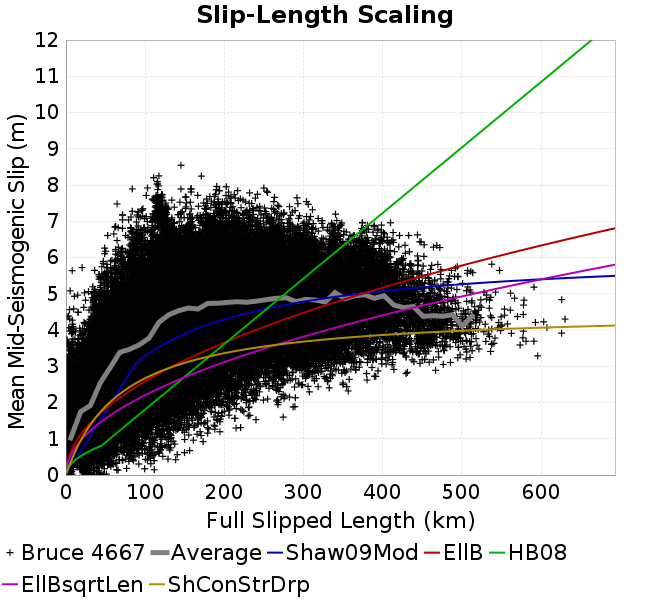 Slip-Length Scaling
12
11
10
9
8
7
6
5
4
3
2
1
0
Mean Mid-Seismogenic Slip (m)
0 100 200 300 400 500 600
Full Slipped Length (km)
Bruce 4667 Average Shaw09Mod EllB HB08
EllBsqrtLen ShConStrDrp